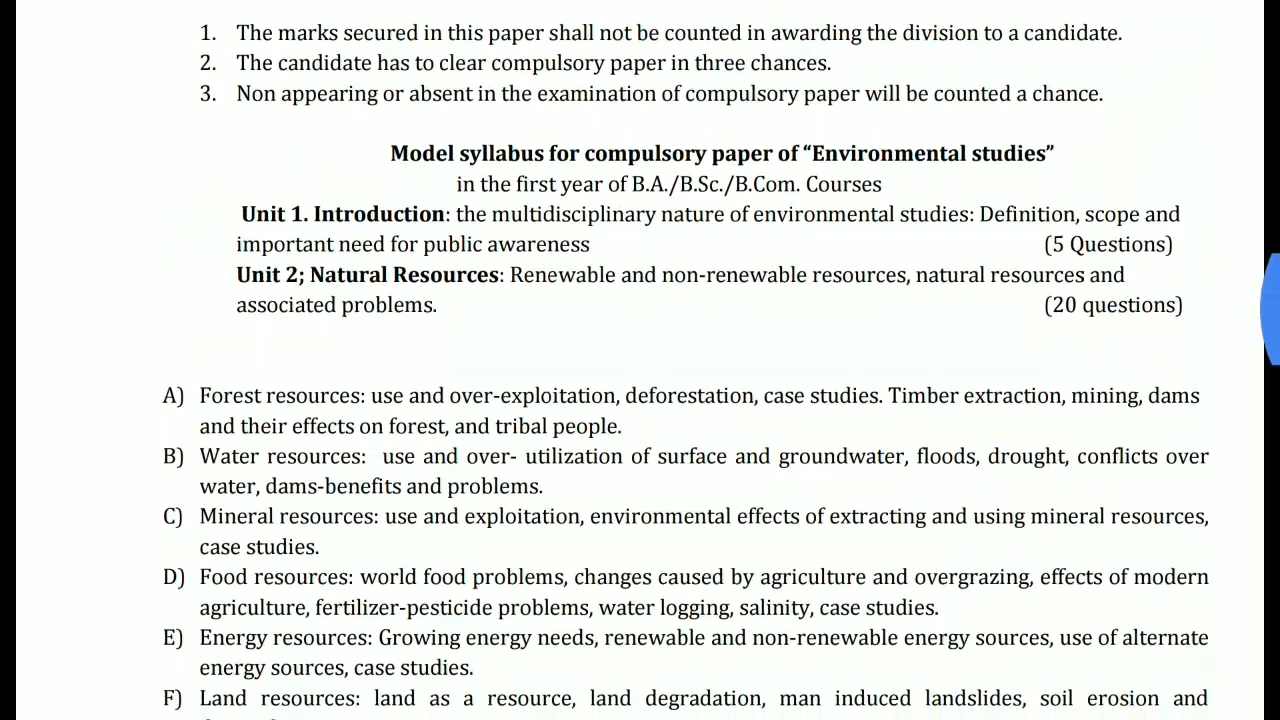 1. The marks secured in this paper shall not be counted in awarding the division to a candidate.
2. The candidate has to clear compulsory paper in three chances.
3. Non appearing or absent in the examination of compulsory paper will be counted a chance.
Model syllabus for compulsory paper of “Environmental studies”
in the first year of B.A./B.Sc./B.Com. Courses
Unit 1. Introduction: the multidisciplinary nature of environmental studies: Definition, scope and
important need for public awareness (5 Questions)
Unit 2; Natural Resources: Renewable and non-renewable resources, natural resources and
associated problems. (20 questions)
A) Forest resources: use and over-exploitation, deforestation, case studies. Timber extraction, mining, dams
and their effects on forest, and tribal people.
B) Water resources: use and over- utilization of surface and groundwater, floods, drought, conflicts over
water, dams-benefits and problems.
C) Mineral resources: use and exploitation, environmental effects of extracting and using mineral resources,
case studies.
D) Food resources: world food problems, changes caused by agriculture and overgrazing, effects of modern
agriculture, fertilizer-pesticide problems, water logging, salinity, case studies.
E) Energy resources: Growing energy needs, renewable and non-renewable energy sources, use of alternate
energy sources, case studies.
F) Land resources: land as a resource, land degradation, man induced landslides, soil erosion and